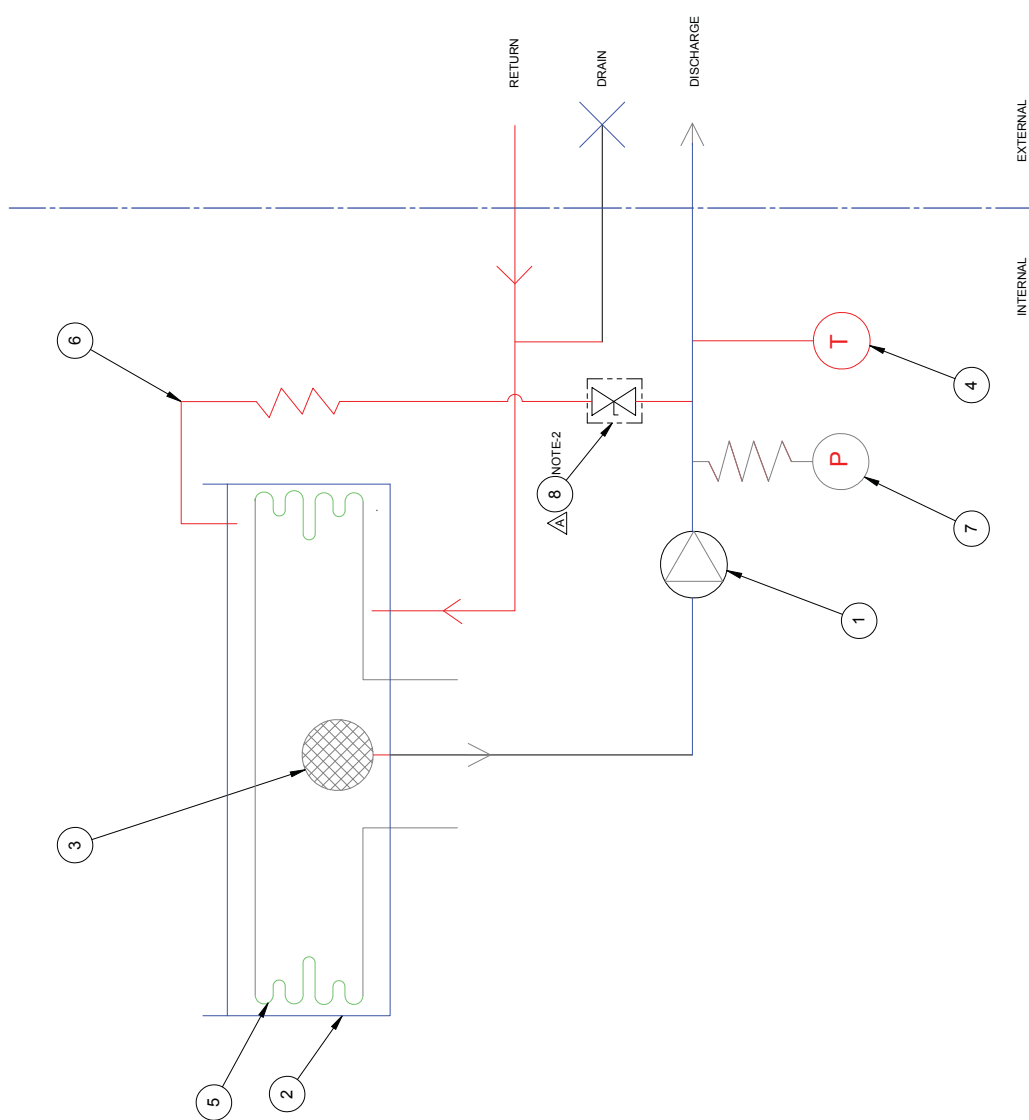 RETURN
DRAIN
DISCHARGE
EXTERNAL
INTERNAL
6
T
4
NOTE-2
8
A
P
7
1
3
5
2